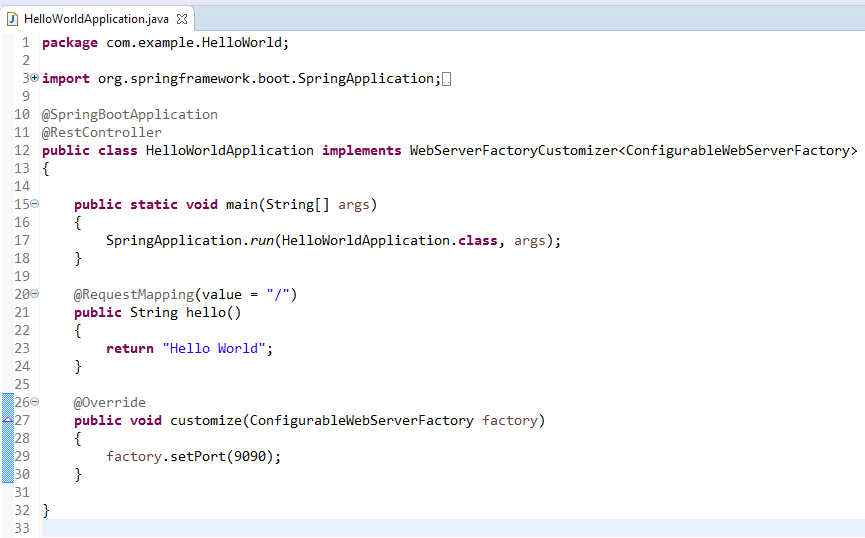 HelloWorldApplication.java
1 package com.example.HelloWorld;
2
3 import org.springframework.boot.SpringApplication;
9
10 @SpringBootApplication
11 @RestController
12 public class HelloWorldApplication implements WebServerFactoryCustomizer<ConfigurableWebServerFactory>
13 {
14
15     public static void main(String[] args)
16     {
17         SpringApplication.run(HelloWorldApplication.class, args);
18     }
19
20     @RequestMapping(value = "/")
21     public String hello()
22     {
23         return "Hello World";
24     }
25
26     @Override
27     public void customize(ConfigurableWebServerFactory factory)
28     {
29         factory.setPort(9090);
30     }
31
32 }
33